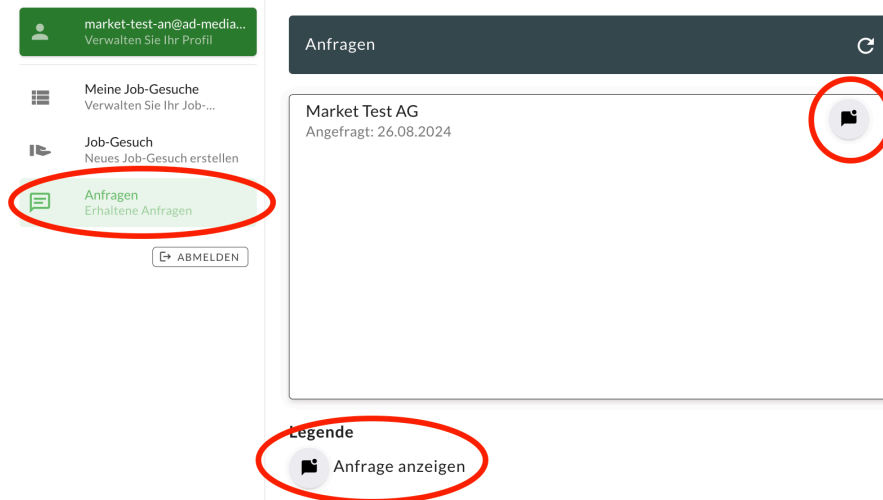 market-test-an@ad-media...
Verwalten Sie Ihr Profil
Meine Job-Gesuche
Verwalten Sie Ihr Job-...
Job-Gesuch
Neues Job-Gesuch erstellen
Anfragen
Erhaltene Anfragen
ABMELDEN
Anfragen
Market Test AG
Angefragt: 26.08.2024
Legende
Anfrage anzeigen